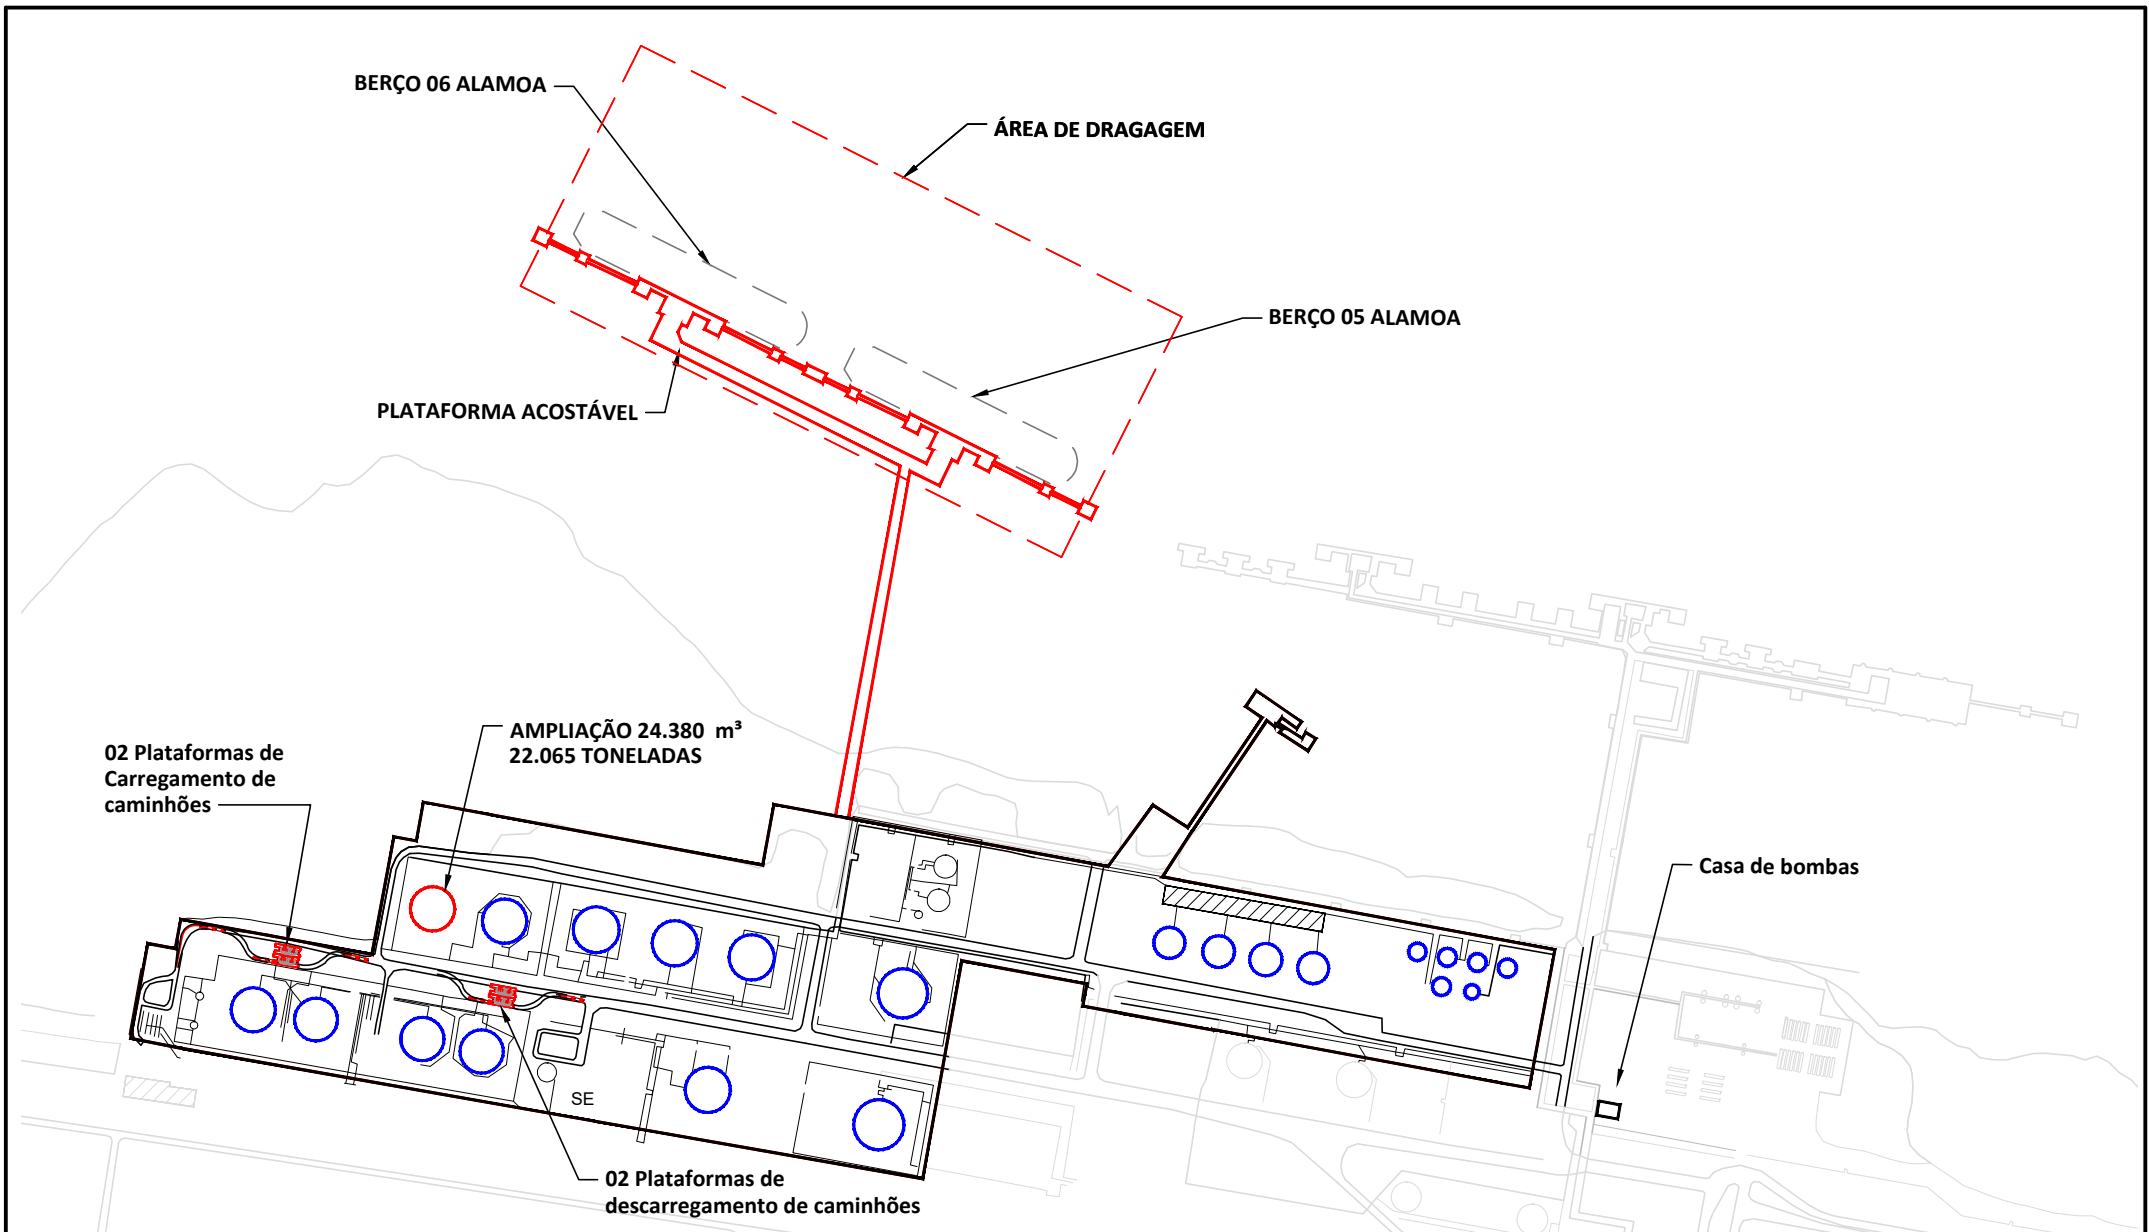 BERÇO 06 ALAMOA
ÁREA DE DRAGAGEM
BERÇO 05 ALAMOA
PLATAFORMA ACOSTÁVEL
AMPLIAÇÃO 24.380 m³
22.065 TONELADAS
02 Plataformas de
Carregamento de
caminhões
Casa de bombas
SE
02 Plataformas de
descarregamento de caminhões